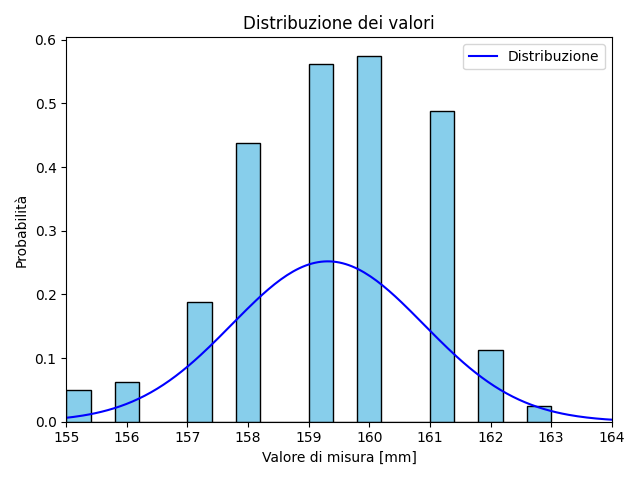 Distribuzione dei valori
Distribuzione
Probabilità
0.6
0.5
0.4
0.3
0.2
0.1
0.0
155 156 157 158 159 160 161 162 163 164
Valore di misura [mm]